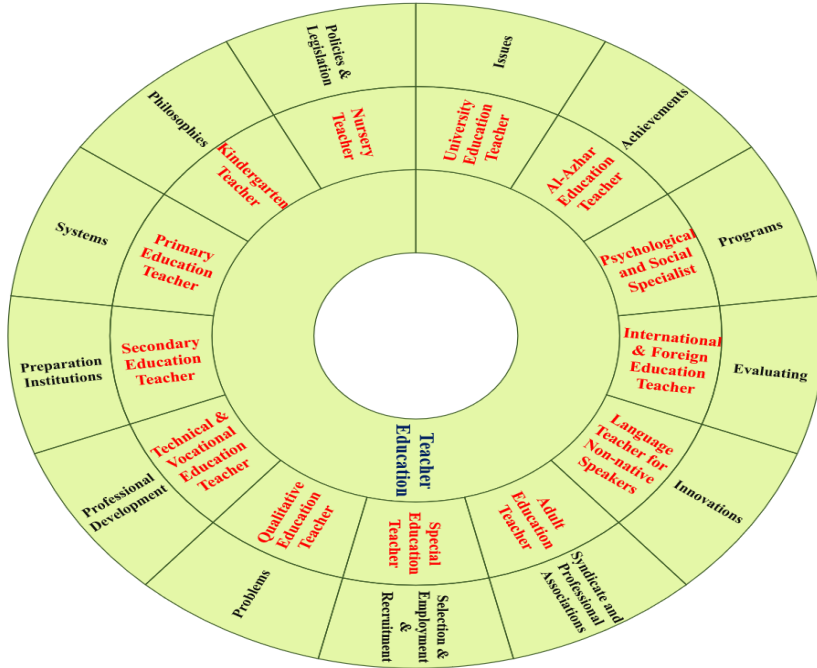 Issues
Achievements
Programs
Evaluating
Innovations
Syndicate and
Professional
Associations
Selection &
Employment
&
Recruitment
Problems
Professional
Development
Preparation
Institutions
Systems
Philosophies
Policies &
Legislation
University
Education
Teacher
Al-Azhar
Education
Teacher
Psychological
and Social
Specialist
International
& Foreign
Education
Teacher
Language
Teacher for
Non-native
Speakers
Adult
Education
Teacher
Special
Education
Teacher
Qualitative
Education
Teacher
Technical &
Vocational
Education
Teacher
Secondary
Education
Teacher
Primary
Education
Teacher
Kindergarten
Teacher
Nursery
Teacher
Teacher
Education